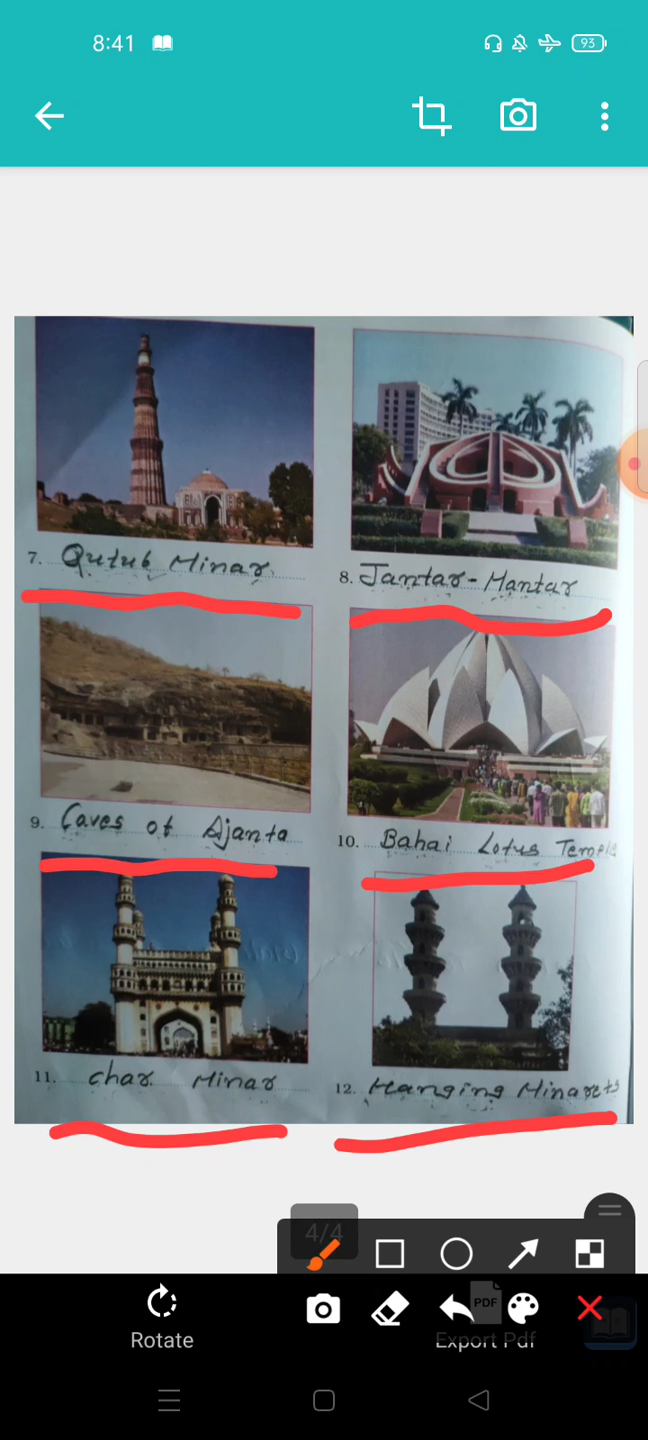 8:41
93
7. Qutub Minar.
8. Jantar-Mantar
9. Caves of Ajanta
10. Bahai Lotus Temple
11. char. Minar
12. Hanging Minarets
4/4
PDF
Rotate
Export Pdf